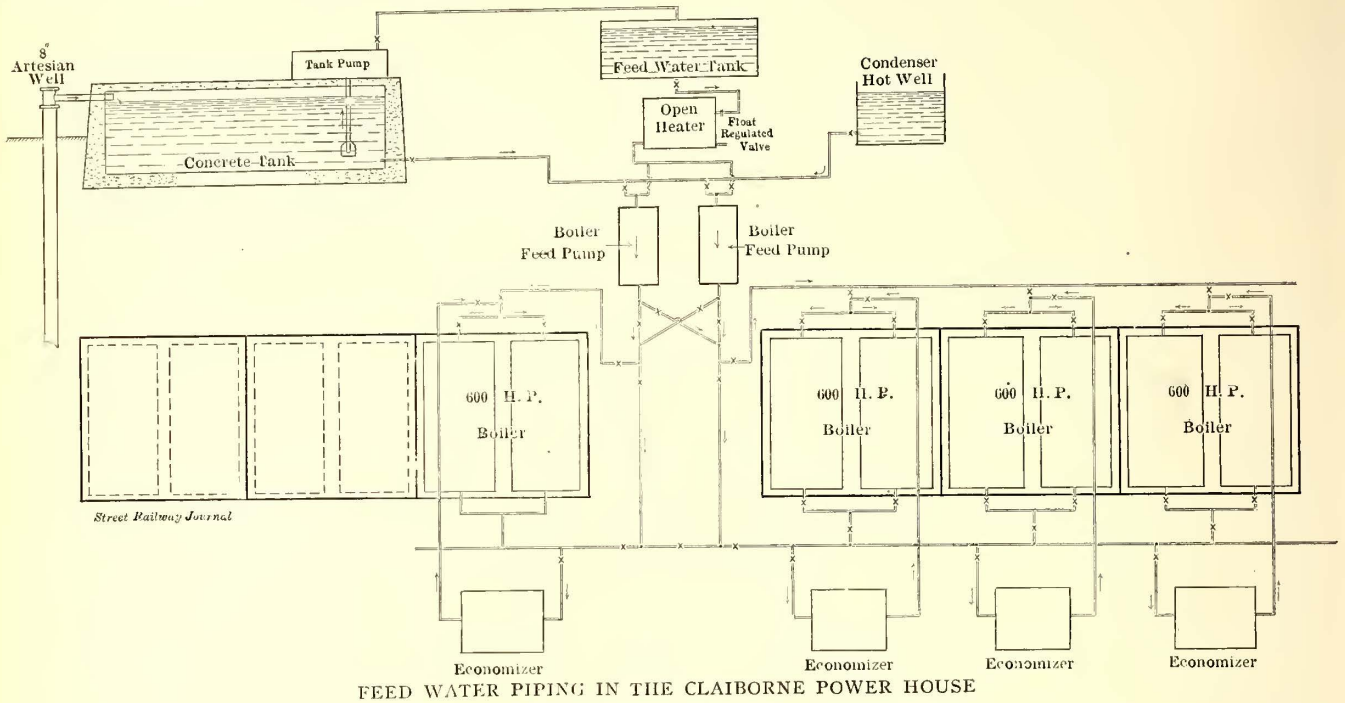 8"
Artesian
Well
Tank Pump
Concrete Tank
Feed Water Tank
Open
Heater
Float
Regulated
Valve
Condenser
Hot Well
Boiler
Feed Pump
Boiler
Feed Pump
600 H.P.
Boiler
600 H.P.
Boiler
600 H.P.
Boiler
600 H.P.
Boiler
Street Railway Journal
Economizer
Economizer
Economizer
Economizer
FEED WATER PIPING IN THE CLAIBORNE POWER HOUSE